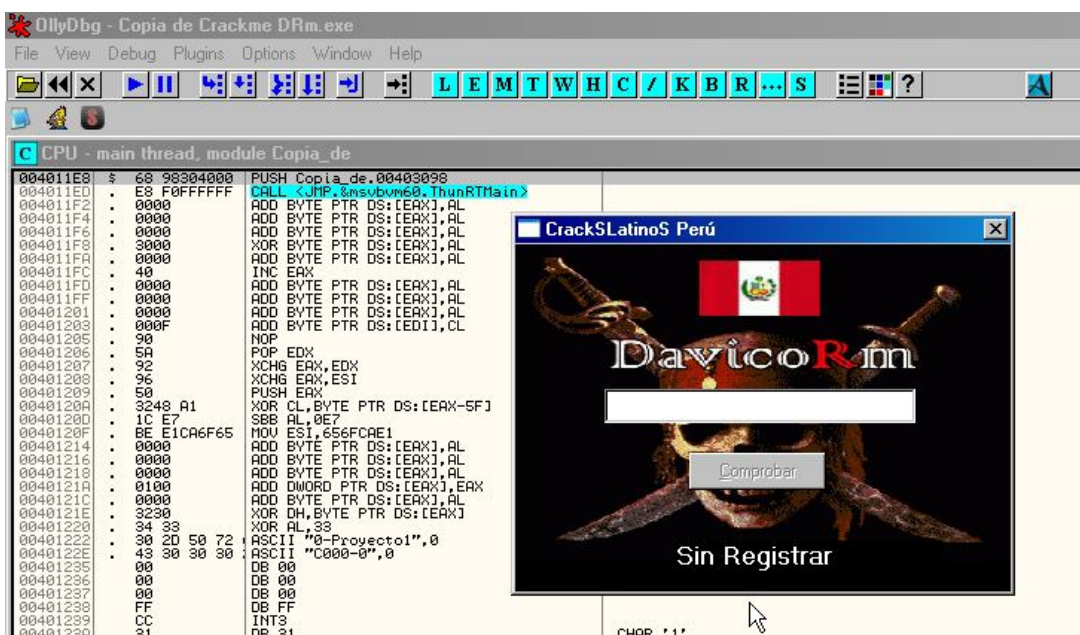 OllyDbg - Copia de Crackme DRm.exe
File View Debug Plugins Options Window Help
L E M T W H C / K B R ... S ? A
S
C CPU - main thread, module Copia_de
004011E8 $ 68 98304000 PUSH Copia_de.00403098
004011ED . E8 F0FFFFFF CALL <JMP.&msvbvm60.ThunRTMain>
004011F2 . 0000 ADD BYTE PTR DS:[EAX],AL
004011F4 . 0000 ADD BYTE PTR DS:[EAX],AL
004011F6 . 0000 ADD BYTE PTR DS:[EAX],AL
004011F8 . 3000 XOR BYTE PTR DS:[EAX],AL
004011FA . 0000 ADD BYTE PTR DS:[EAX],AL
004011FC . 40 INC EAX
004011FD . 0000 ADD BYTE PTR DS:[EAX],AL
004011FF . 0000 ADD BYTE PTR DS:[EAX],AL
00401201 . 0000 ADD BYTE PTR DS:[EAX],AL
00401203 . 000F ADD BYTE PTR DS:[EDI],CL
00401205 . 90 NOP
00401206 . 5A POP EDX
00401207 . 92 XCHG EAX,EDX
00401208 . 96 XCHG EAX,ESI
00401209 . 50 PUSH EAX
0040120A . 3248 A1 XOR CL,BYTE PTR DS:[EAX-5F]
0040120D . 1C E7 SBB AL,0E7
0040120F . BE E1CA6F65 MOV ESI,656FCAE1
00401214 . 0000 ADD BYTE PTR DS:[EAX],AL
00401216 . 0000 ADD BYTE PTR DS:[EAX],AL
00401218 . 0000 ADD BYTE PTR DS:[EAX],AL
0040121A . 0100 ADD DWORD PTR DS:[EAX],EAX
0040121C . 0000 ADD BYTE PTR DS:[EAX],AL
0040121E . 3230 XOR DH,BYTE PTR DS:[EAX]
00401220 . 34 33 XOR AL,33
00401222 . 30 2D 50 72 ASCII "0-Proyecto1",0
0040122E . 43 30 30 30 ASCII "C000-0",0
00401235 00 DB 00
00401236 00 DB 00
00401237 00 DB 00
00401238 FF DB FF
00401239 CC INT3
0040123A 31 DB 31 CHAR '1'
CrackSLatinoS Perú
DavicoRm
Comprobar
Sin Registrar